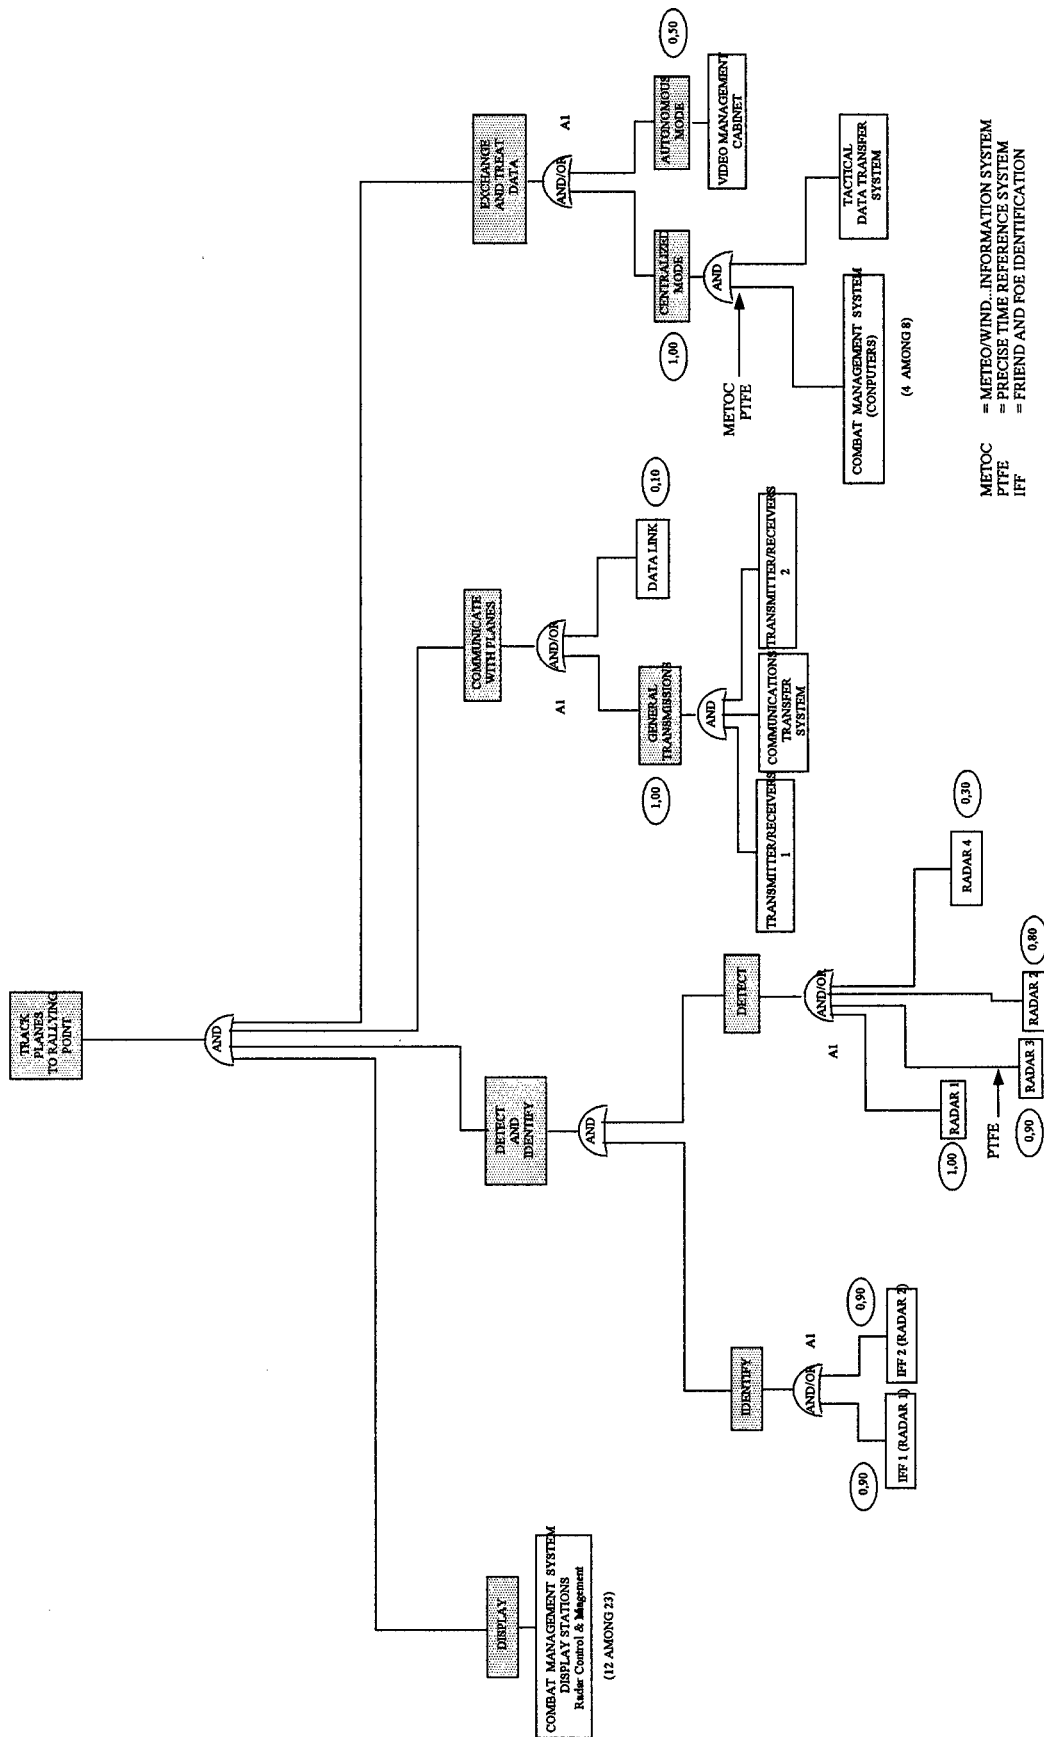 TRACK
PLANES
TO RALLYING
POINT
AND
DISPLAY
COMBAT MANAGEMENT SYSTEM
DISPLAY STATIONS
Radar Control & Mngement
(12 AMONG 23)
DETECT
AND
IDENTIFY
AND
IDENTIFY
AND/OR
A1
0,90
IFF 1 (RADAR 1)
0,90
IFF 2 (RADAR 2)
DETECT
AND/OR
A1
1,00
RADAR 1
PTFE
0,90
RADAR 3
RADAR 2
0,80
RADAR 4
0,30
COMMUNICATE
WITH PLANES
AND/OR
A1
1,00
GENERAL
TRANSMISSIONS
AND
TRANSMITTER/RECEIVERS
1
COMMUNICATIONS
TRANSFER
SYSTEM
TRANSMITTER/RECEIVERS
2
DATA LINK
0,10
EXCHANGE
AND TREAT
DATA
AND/OR
A1
1,00
CENTRALIZED
MODE
AND
METOC
PTFE
COMBAT MANAGEMENT SYSTEM
(CONPUTERS)
(4 AMONG 8)
TACTICAL
DATA TRANSFER
SYSTEM
AUTONOMOUS
MODE
0,50
VIDEO MANAGEMENT
CABINET
METOC = METEO/WIND...INFORMATION SYSTEM
PTFE = PRECISE TIME REFERENCE SYSTEM
IFF = FRIEND AND FOE IDENTIFICATION